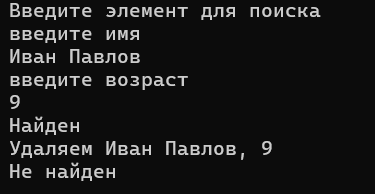 Введите элемент для поиска
введите имя
Иван Павлов
введите возраст
9
Найден
Удаляем Иван Павлов, 9
Не найден